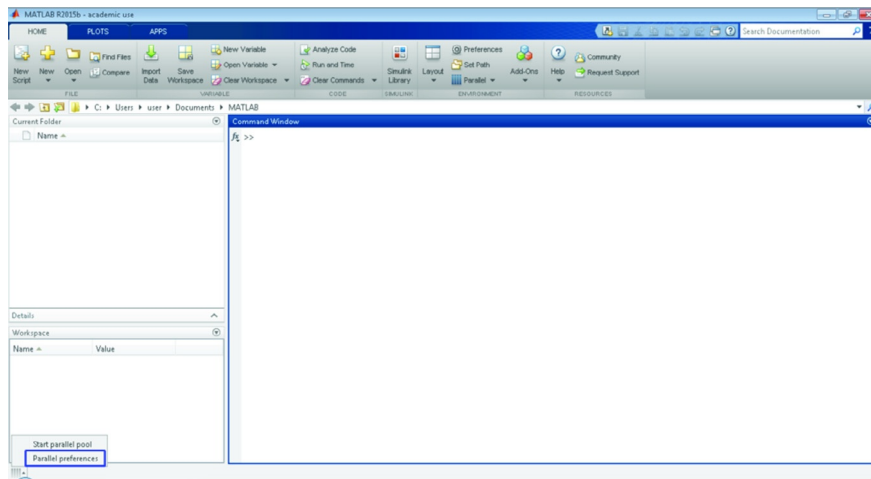 MATLAB R2015b - academic use
HOME PLOTS APPS Search Documentation
New Script New Open Find Files Compare Import Data Save Workspace New Variable Open Variable Clear Workspace Analyze Code Run and Time Clear Commands Simulink Library Layout Preferences Set Path Parallel Add-Ons Help Community Request Support
FILE VARIABLE CODE SIMULINK ENVIRONMENT RESOURCES
C: Users user Documents MATLAB
Current Folder Command Window
Name fx >>
Details
Workspace
Name Value
Start parallel pool
Parallel preferences